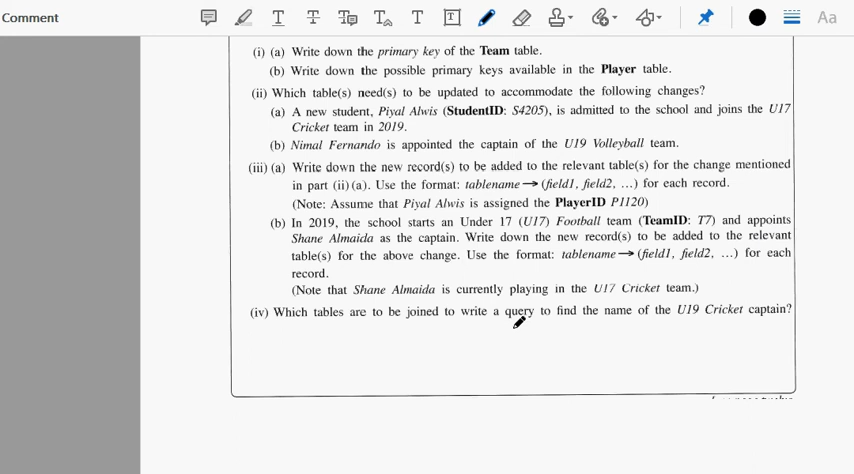 Comment
Aa
(i) (a) Write down the primary key of the Team table.
(b) Write down the possible primary keys available in the Player table.
(ii) Which table(s) need(s) to be updated to accommodate the following changes?
(a) A new student, Piyal Alwis (StudentID: S4205), is admitted to the school and joins the U17
Cricket team in 2019.
(b) Nimal Fernando is appointed the captain of the U19 Volleyball team.
(iii) (a) Write down the new record(s) to be added to the relevant table(s) for the change mentioned
in part (ii) (a). Use the format: tablename → (field1, field2, ...) for each record.
(Note: Assume that Piyal Alwis is assigned the PlayerID P1120)
(b) In 2019, the school starts an Under 17 (U17) Football team (TeamID: T7) and appoints
Shane Almaida as the captain. Write down the new record(s) to be added to the relevant
table(s) for the above change. Use the format: tablename → (field1, field2, ...) for each
record.
(Note that Shane Almaida is currently playing in the U17 Cricket team.)
(iv) Which tables are to be joined to write a query to find the name of the U19 Cricket captain?